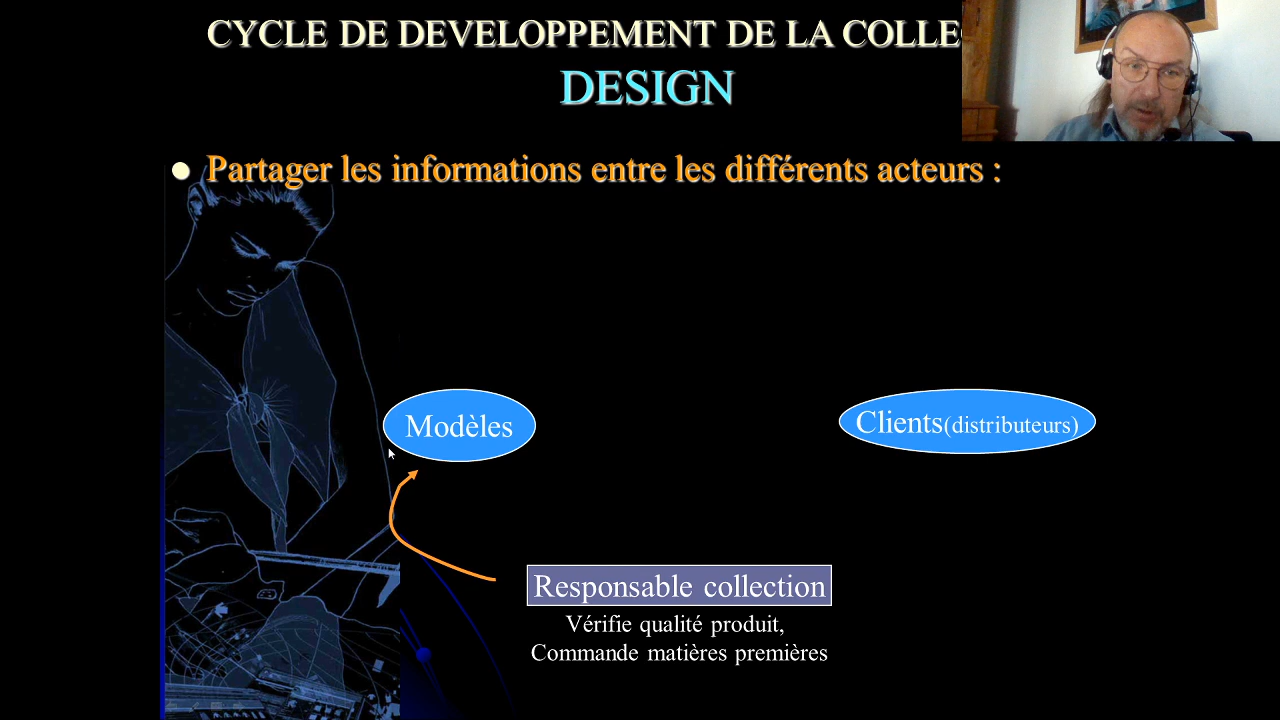 CYCLE DE DEVELOPPEMENT DE LA COLLE
DESIGN
Partager les informations entre les différents acteurs :
Modèles
Clients(distributeurs)
Responsable collection
Vérifie qualité produit,
Commande matières premières